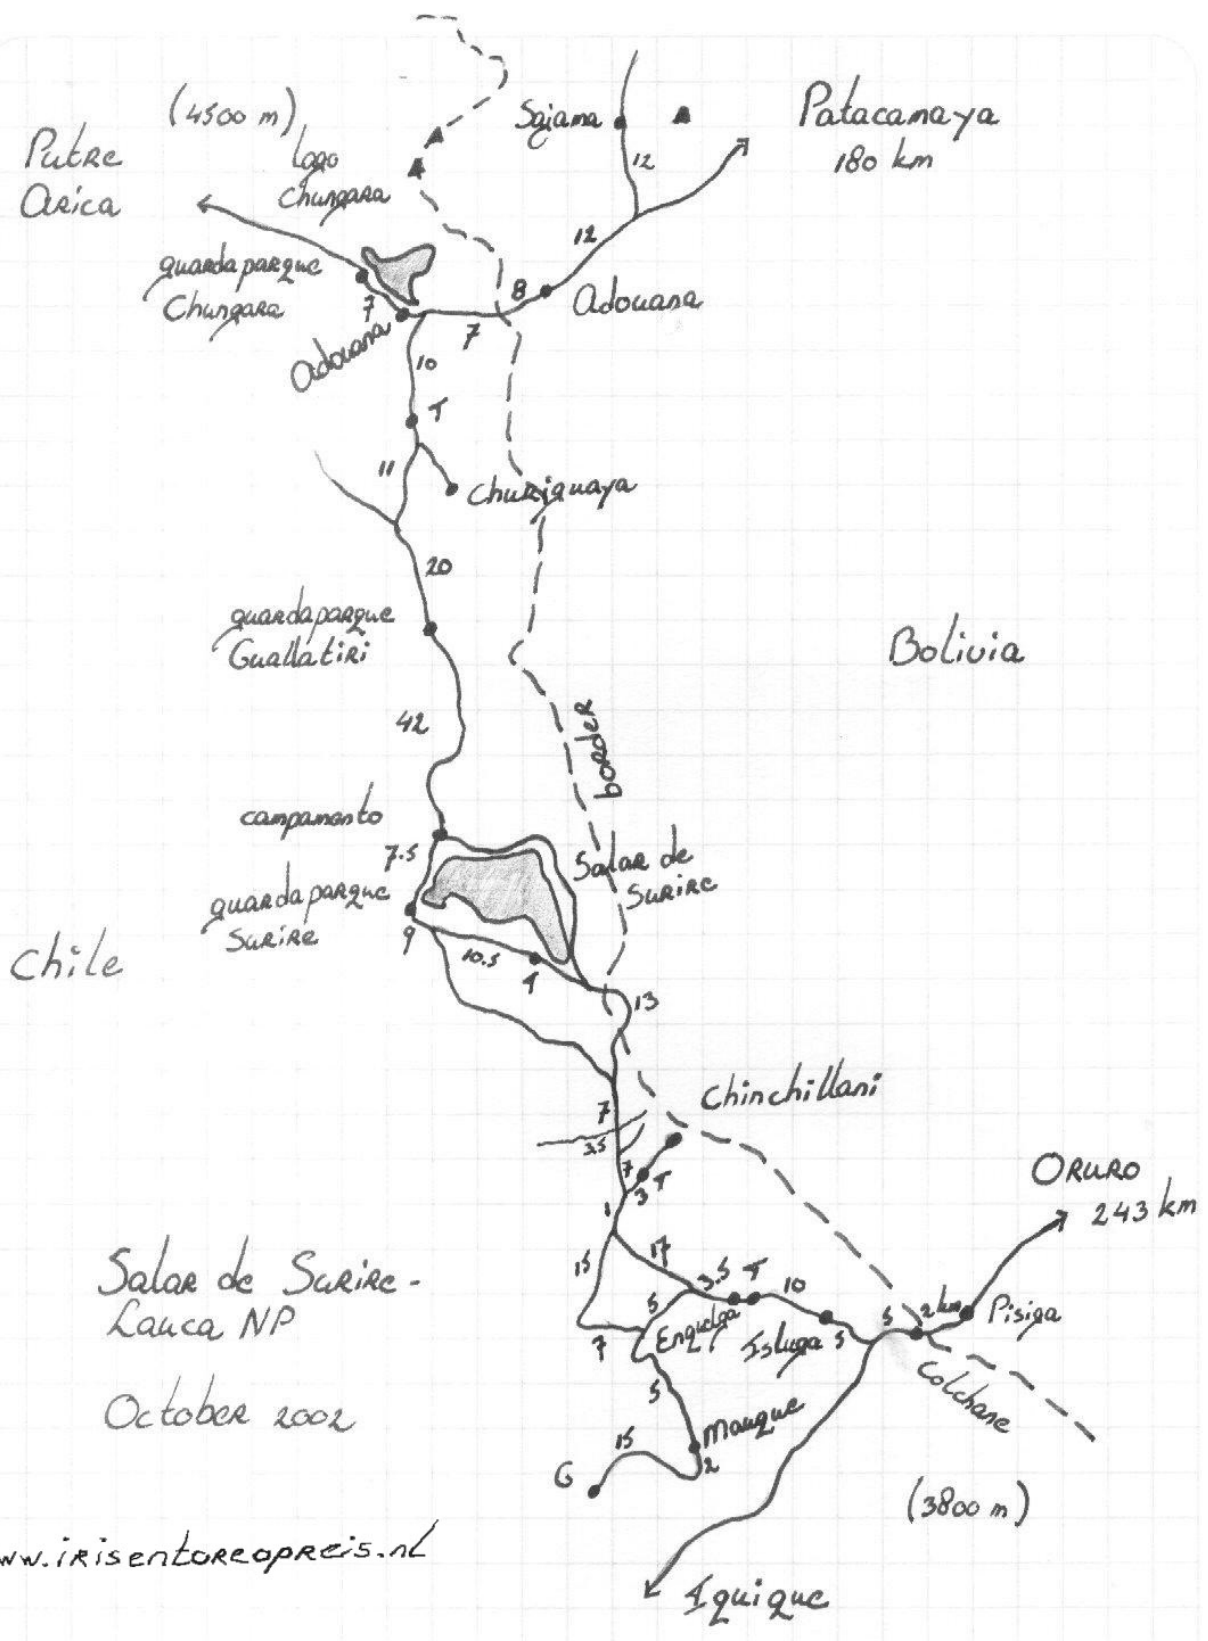 (4500 m)
Sajama
Patacamaya
180 km
Putre
Arica
Lago
Chungara
12
12
guardaparque
Chungara
7
Adouana
7
8
Adouana
10
T
11
Churiguaya
20
guardaparque
Guallatiri
Bolivia
42
border
campamento
7.5
Salar de
Surire
guardaparque
Surire
9
10.5
T
Chile
13
Chinchillani
7
3.5
7
T
3
1
Oruro
243 km
15
17
3.5
T
10
5
2 km
Pisiga
5
Enquelga
Isluga
5
7
Colchane
5
Mauque
15
2
G
Salar de Surire -
Lauca NP
October 2002
(3800 m)
ww.irisentoreopreis.nl
Iquique